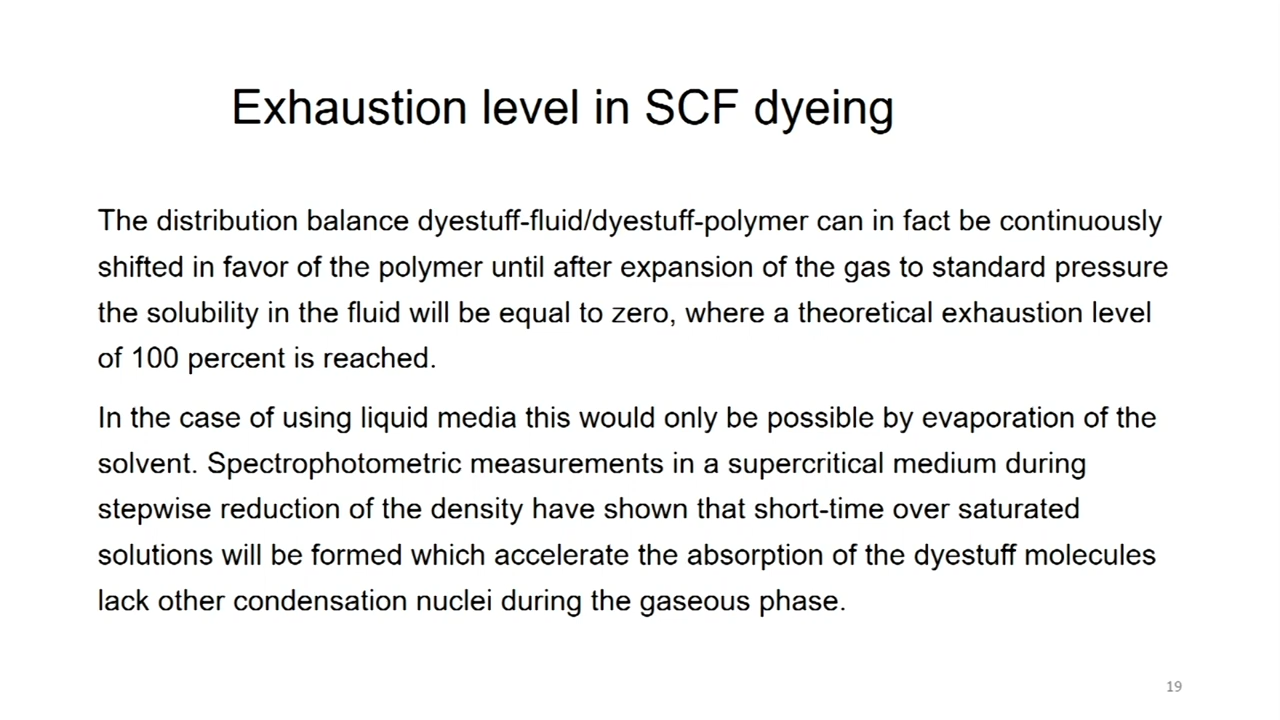 Exhaustion level in SCF dyeing
The distribution balance dyestuff-fluid/dyestuff-polymer can in fact be continuously
shifted in favor of the polymer until after expansion of the gas to standard pressure
the solubility in the fluid will be equal to zero, where a theoretical exhaustion level
of 100 percent is reached.
In the case of using liquid media this would only be possible by evaporation of the
solvent. Spectrophotometric measurements in a supercritical medium during
stepwise reduction of the density have shown that short-time over saturated
solutions will be formed which accelerate the absorption of the dyestuff molecules
lack other condensation nuclei during the gaseous phase.
19